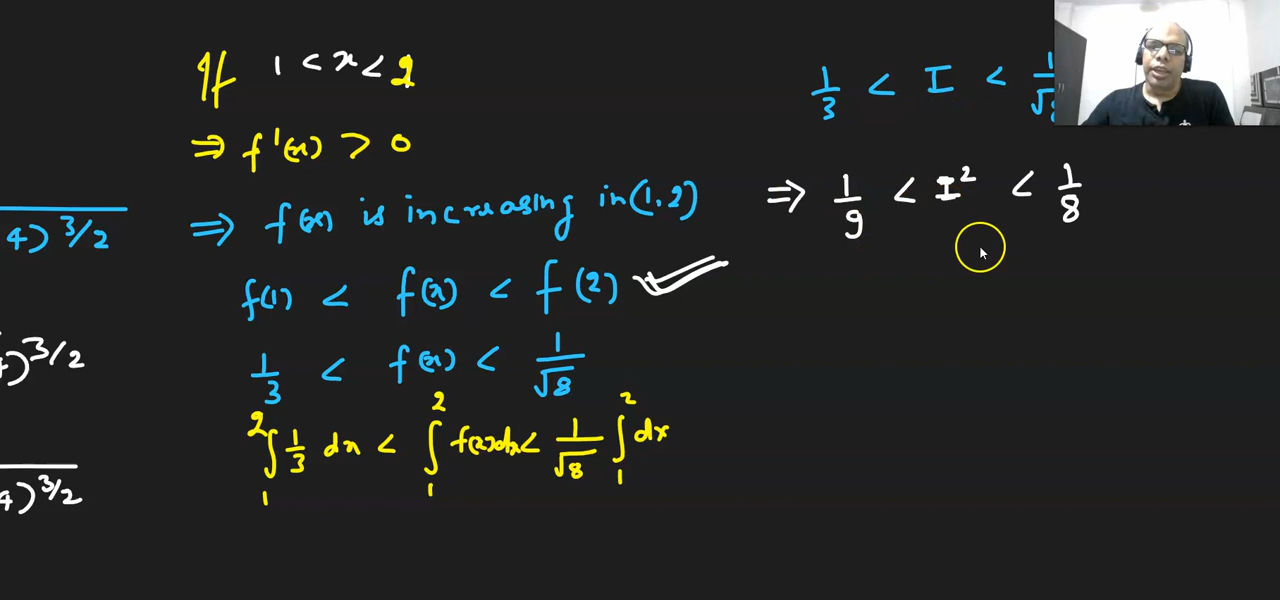 If 1 < x < 2
⇒ f'(x) > 0
⇒ f(x) is increasing in (1,2)
f(1) < f(x) < f(2)
1/3 < f(x) < 1/√8
∫₁² 1/3 dx < ∫₁² f(x)dx < 1/√8 ∫₁² dx
4)^3/2
4)^3/2
4)^3/2
1/3 < I < 1/√8
⇒ 1/9 < I² < 1/8